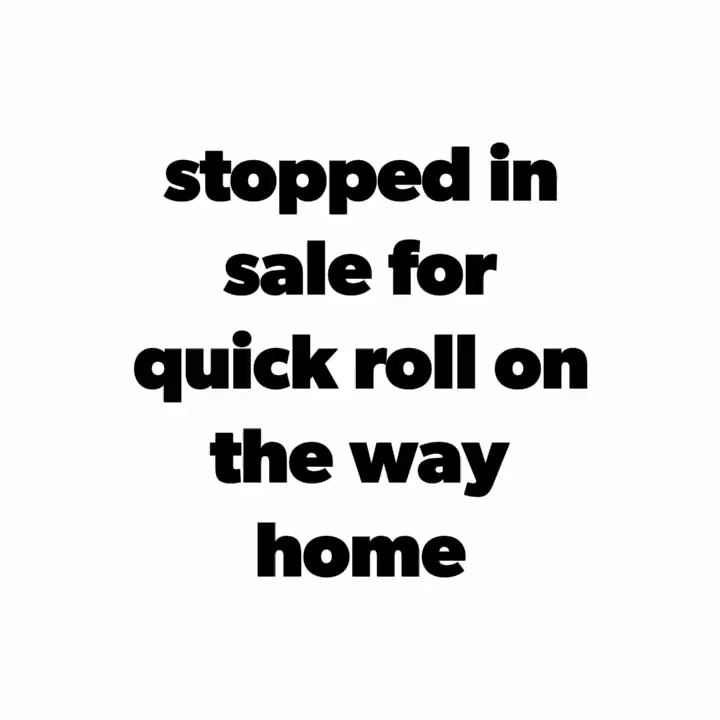 stopped in
sale for
quick roll on
the way
home